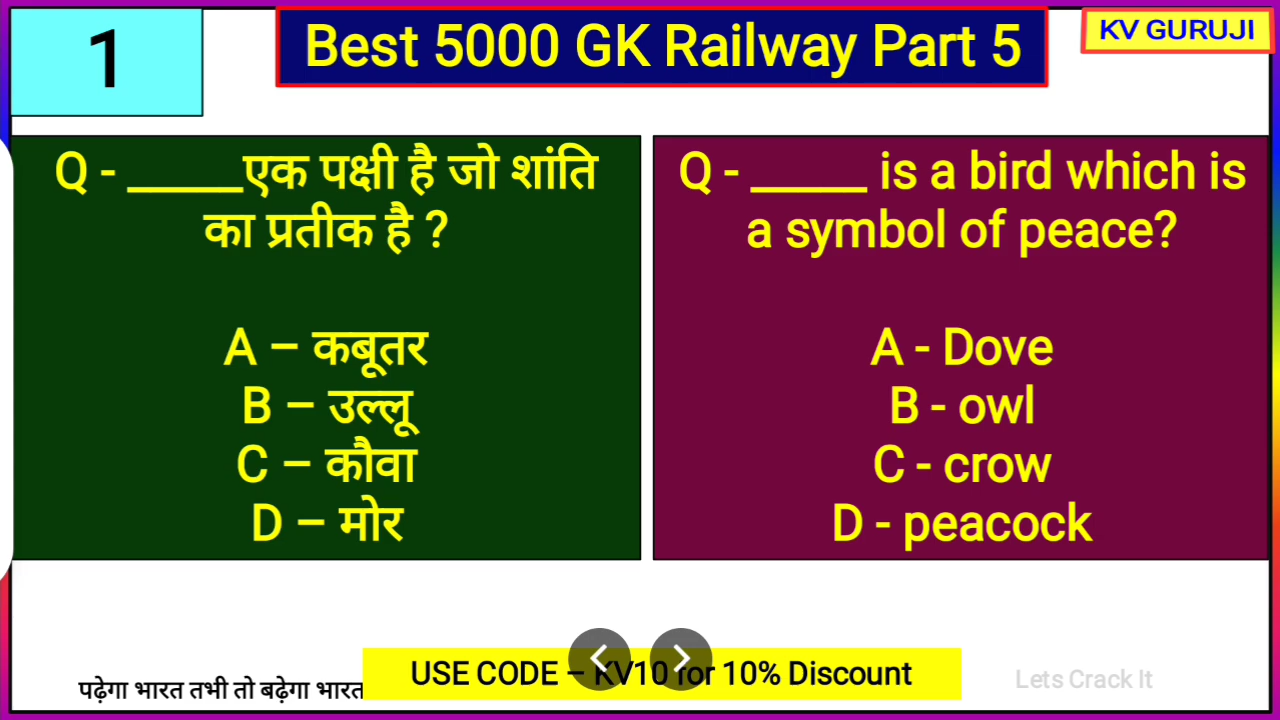 1
Best 5000 GK Railway Part 5
KV GURUJI
Q - _____एक पक्षी है जो शांति
का प्रतीक है ?
A – कबूतर
B – उल्लू
C – कौवा
D – मोर
Q - _____ is a bird which is
a symbol of peace?
A - Dove
B - owl
C - crow
D - peacock
पढ़ेगा भारत तभी तो बढ़ेगा भारत
USE CODE – KV10 for 10% Discount
Lets Crack It